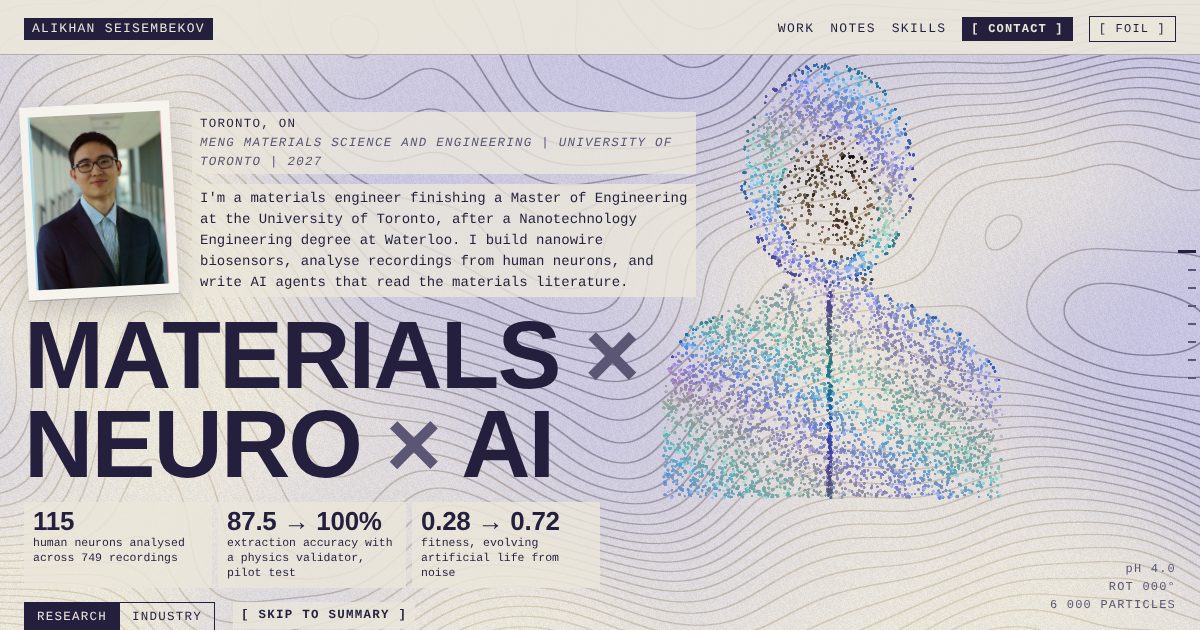 ALIKHAN SEISEMBEKOV
WORK NOTES SKILLS [ CONTACT ] [ FOIL ]
TORONTO, ON
MENG MATERIALS SCIENCE AND ENGINEERING | UNIVERSITY OF
TORONTO | 2027
I'm a materials engineer finishing a Master of Engineering
at the University of Toronto, after a Nanotechnology
Engineering degree at Waterloo. I build nanowire
biosensors, analyse recordings from human neurons, and
write AI agents that read the materials literature.
MATERIALS ×
NEURO × AI
115
human neurons analysed
across 749 recordings
87.5 → 100%
extraction accuracy with
a physics validator,
pilot test
0.28 → 0.72
fitness, evolving
artificial life from
noise
RESEARCH INDUSTRY [ SKIP TO SUMMARY ]
pH 4.0
ROT 000°
6 000 PARTICLES